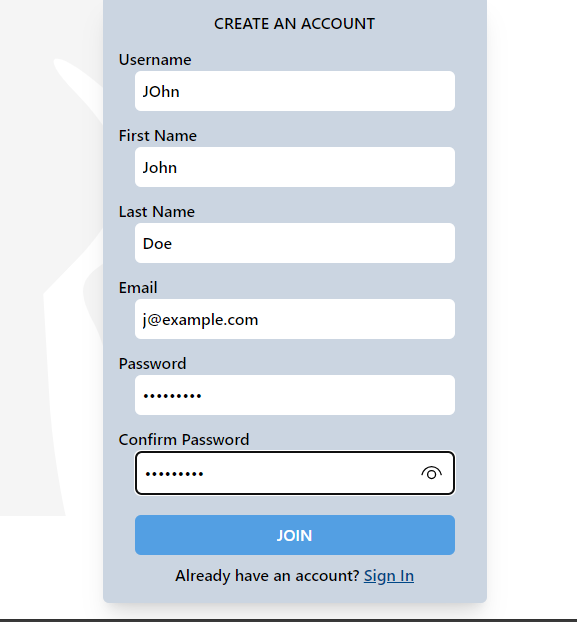 CREATE AN ACCOUNT
Username
JOhn
First Name
John
Last Name
Doe
Email
j@example.com
Password
•••••••••
Confirm Password
•••••••••
JOIN
Already have an account? Sign In